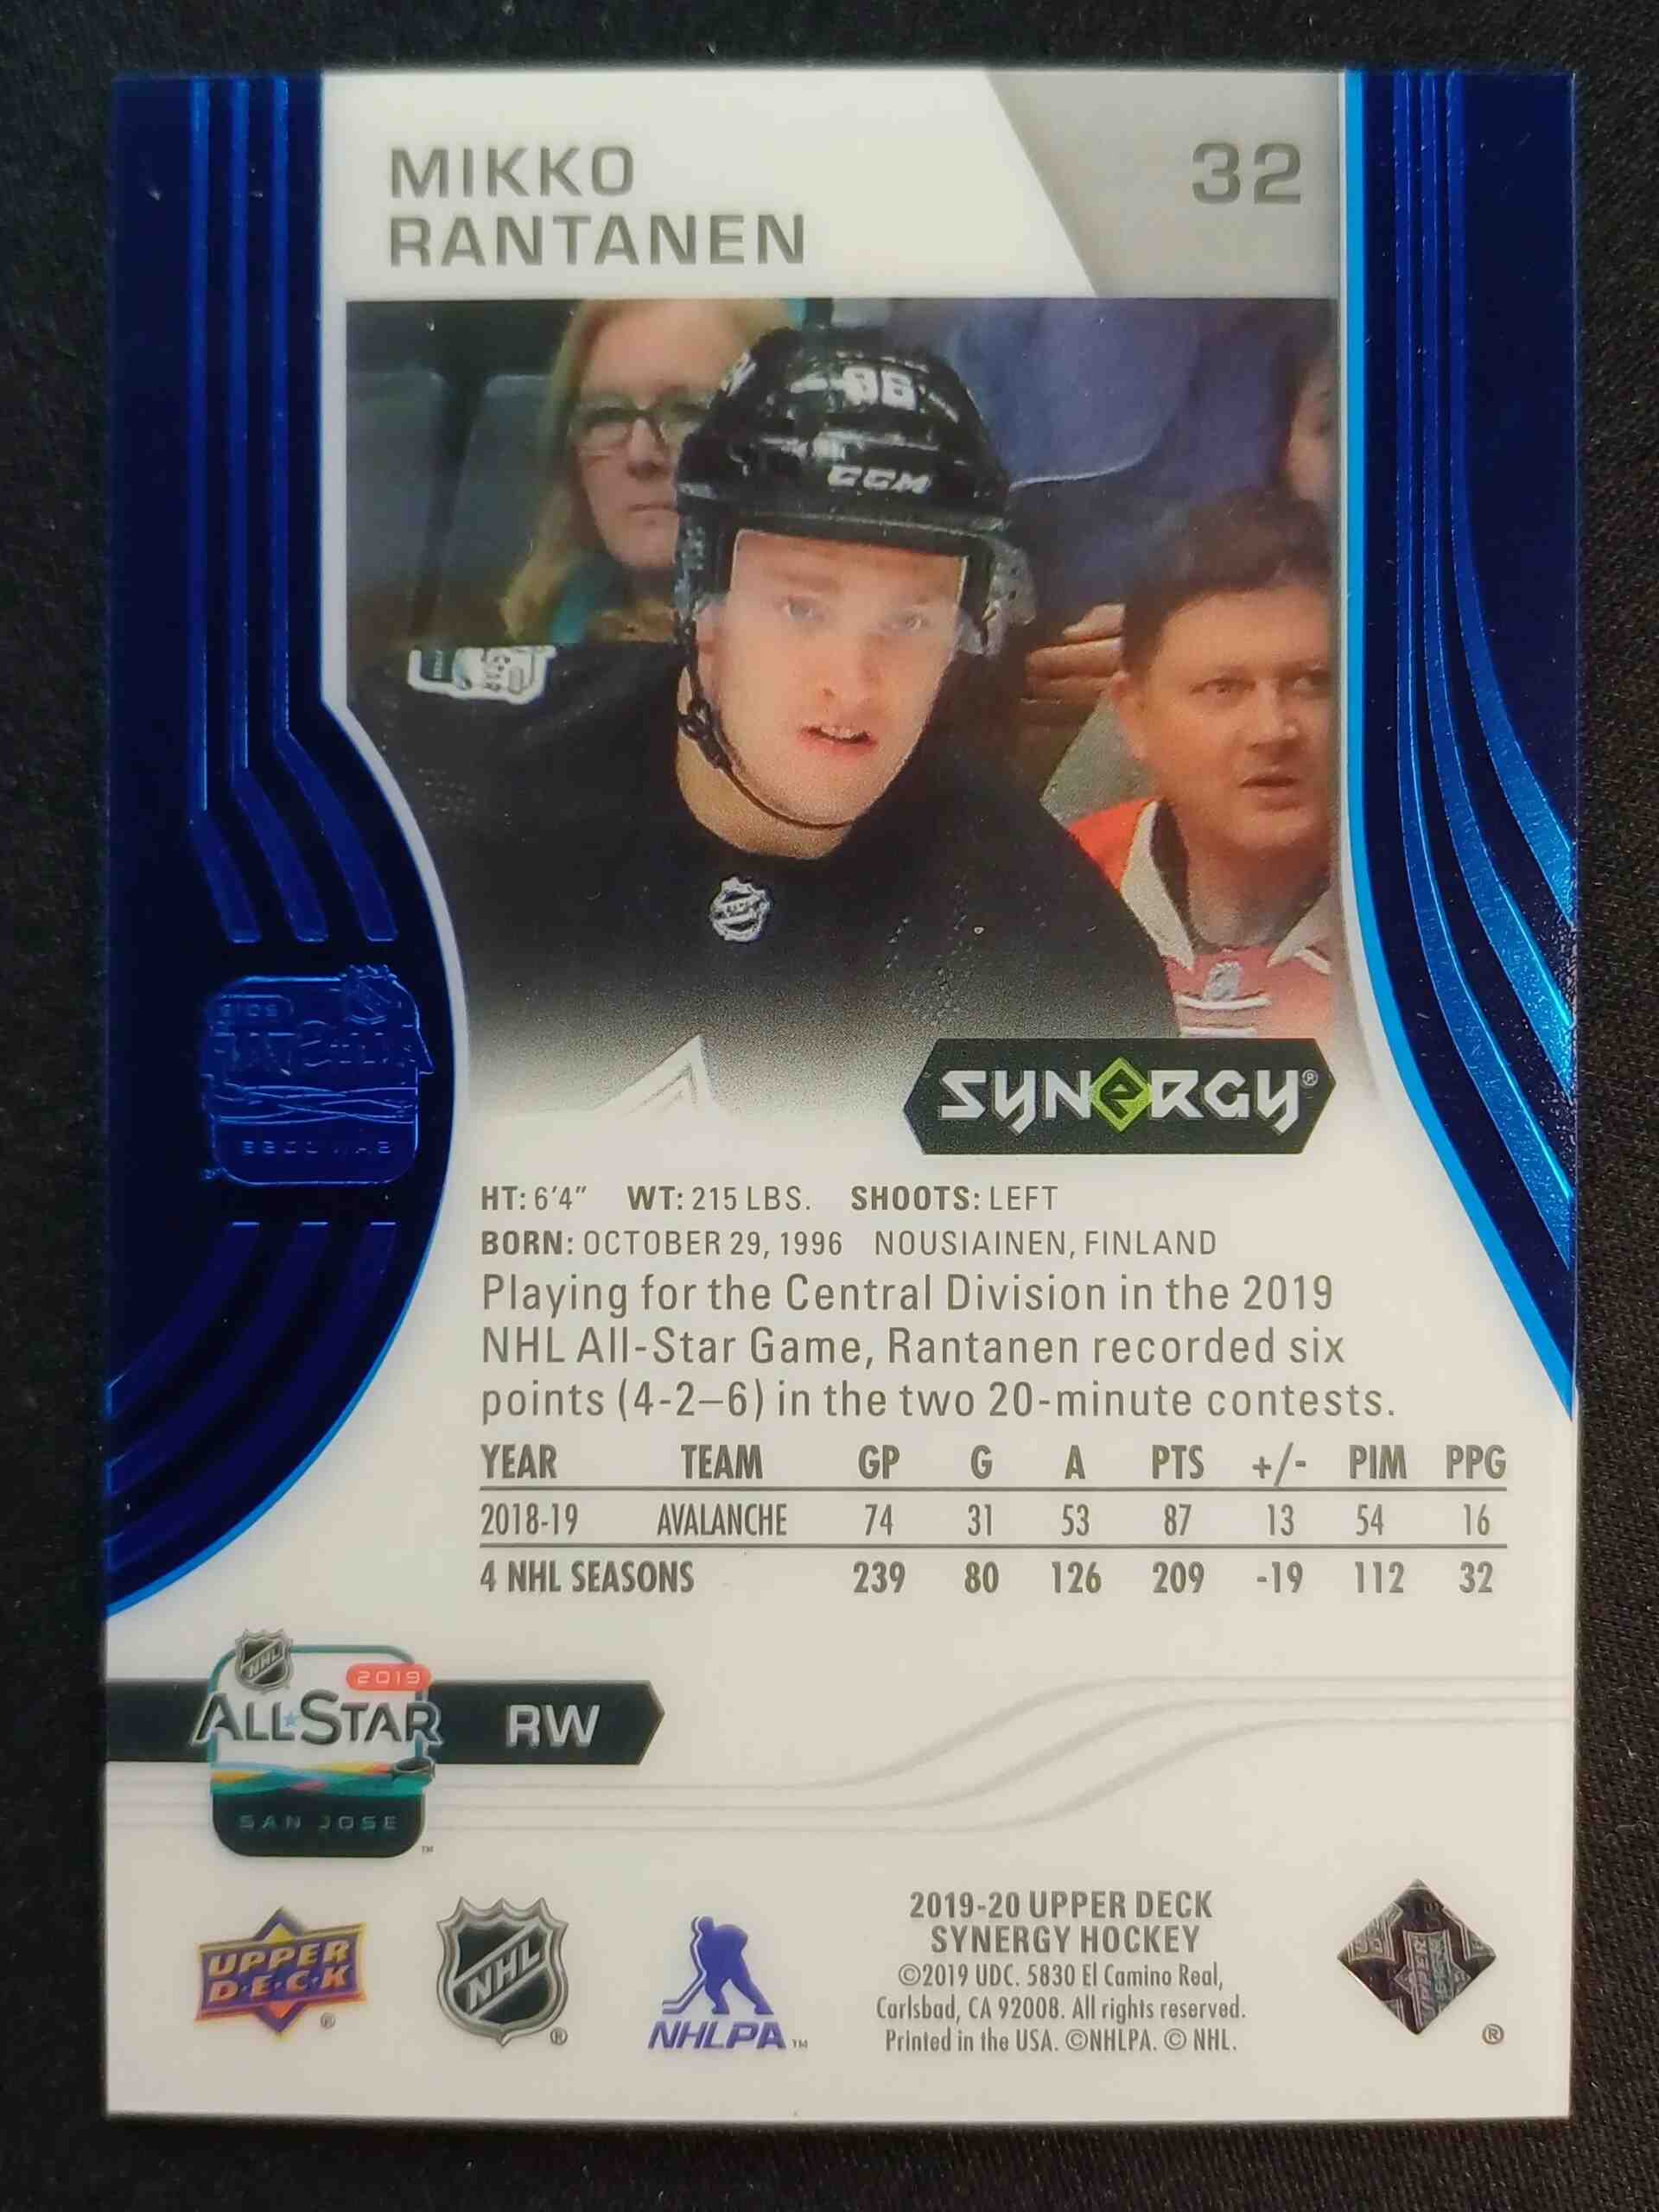 MIKKO
RANTANEN
32
96
CCM
SYNERGY®
HT: 6'4" WT: 215 LBS. SHOOTS: LEFT
BORN: OCTOBER 29, 1996 NOUSIAINEN, FINLAND
Playing for the Central Division in the 2019
NHL All-Star Game, Rantanen recorded six
points (4-2–6) in the two 20-minute contests.
YEAR TEAM GP G A PTS +/- PIM PPG
2018-19 AVALANCHE 74 31 53 87 13 54 16
4 NHL SEASONS 239 80 126 209 -19 112 32
NHL
2019
ALL STAR
SAN JOSE
™
RW
UPPER
D·E·C·K
®
NHL
®
NHLPA™
2019-20 UPPER DECK
SYNERGY HOCKEY
©2019 UDC. 5830 El Camino Real,
Carlsbad, CA 92008. All rights reserved.
Printed in the USA. ©NHLPA. © NHL.
®